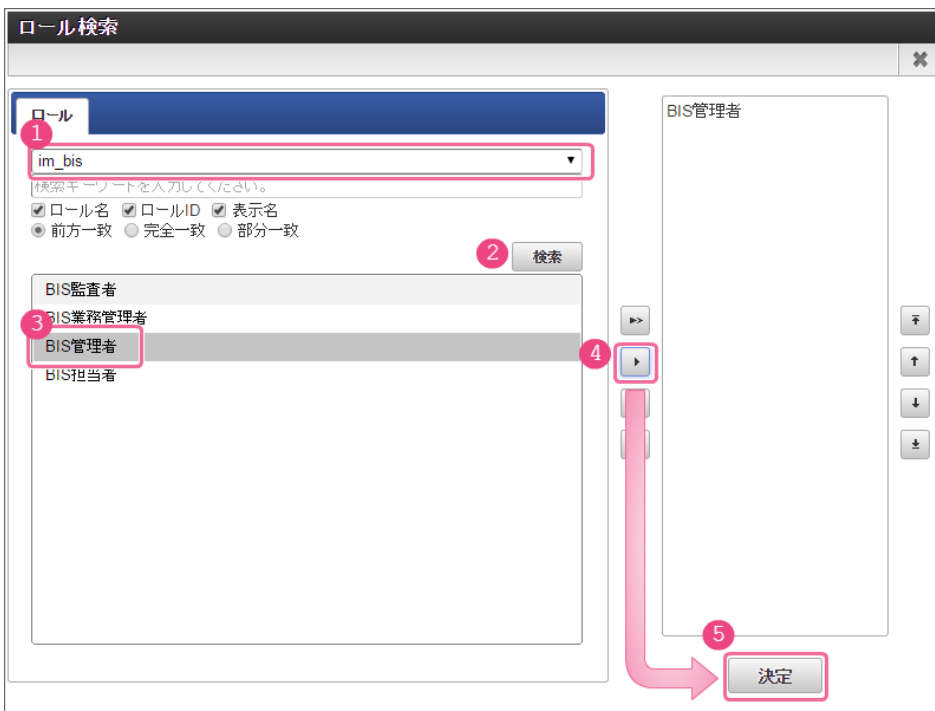 ロール検索
ロール
1
im_bis
検索キーワードを入力してください。
ロール名 ロールID 表示名
前方一致 完全一致 部分一致
2 検索
BIS監査者
3 BIS業務管理者
BIS管理者
4
BIS担当者
BIS管理者
5
決定